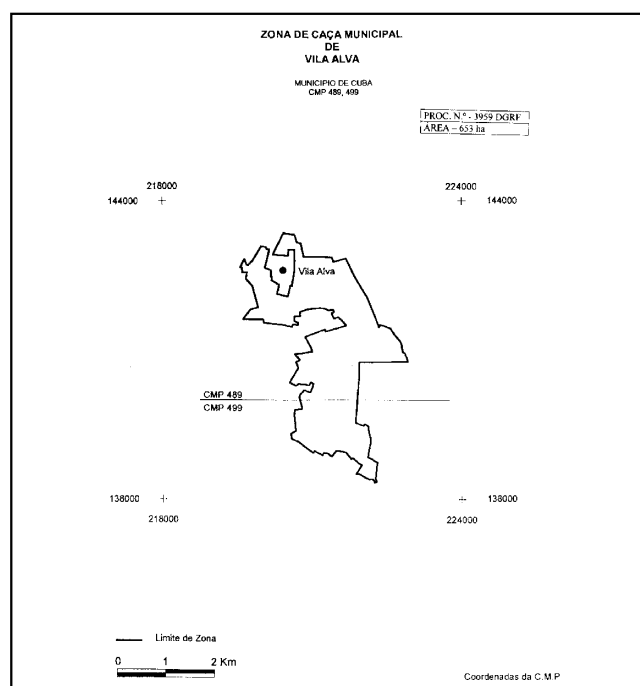 ZONA DE CAÇA MUNICIPAL
DE
VILA ALVA
MUNICIPIO DE CUBA
CMP 489, 499
PROC. N.º - 3959 DGRF
AREA – 653 ha
218000
224000
144000
144000
Vila Alva
CMP 489
CMP 499
138000
138000
218000
224000
Limite de Zona
0 1 2 Km
Coordenadas da C.M.P